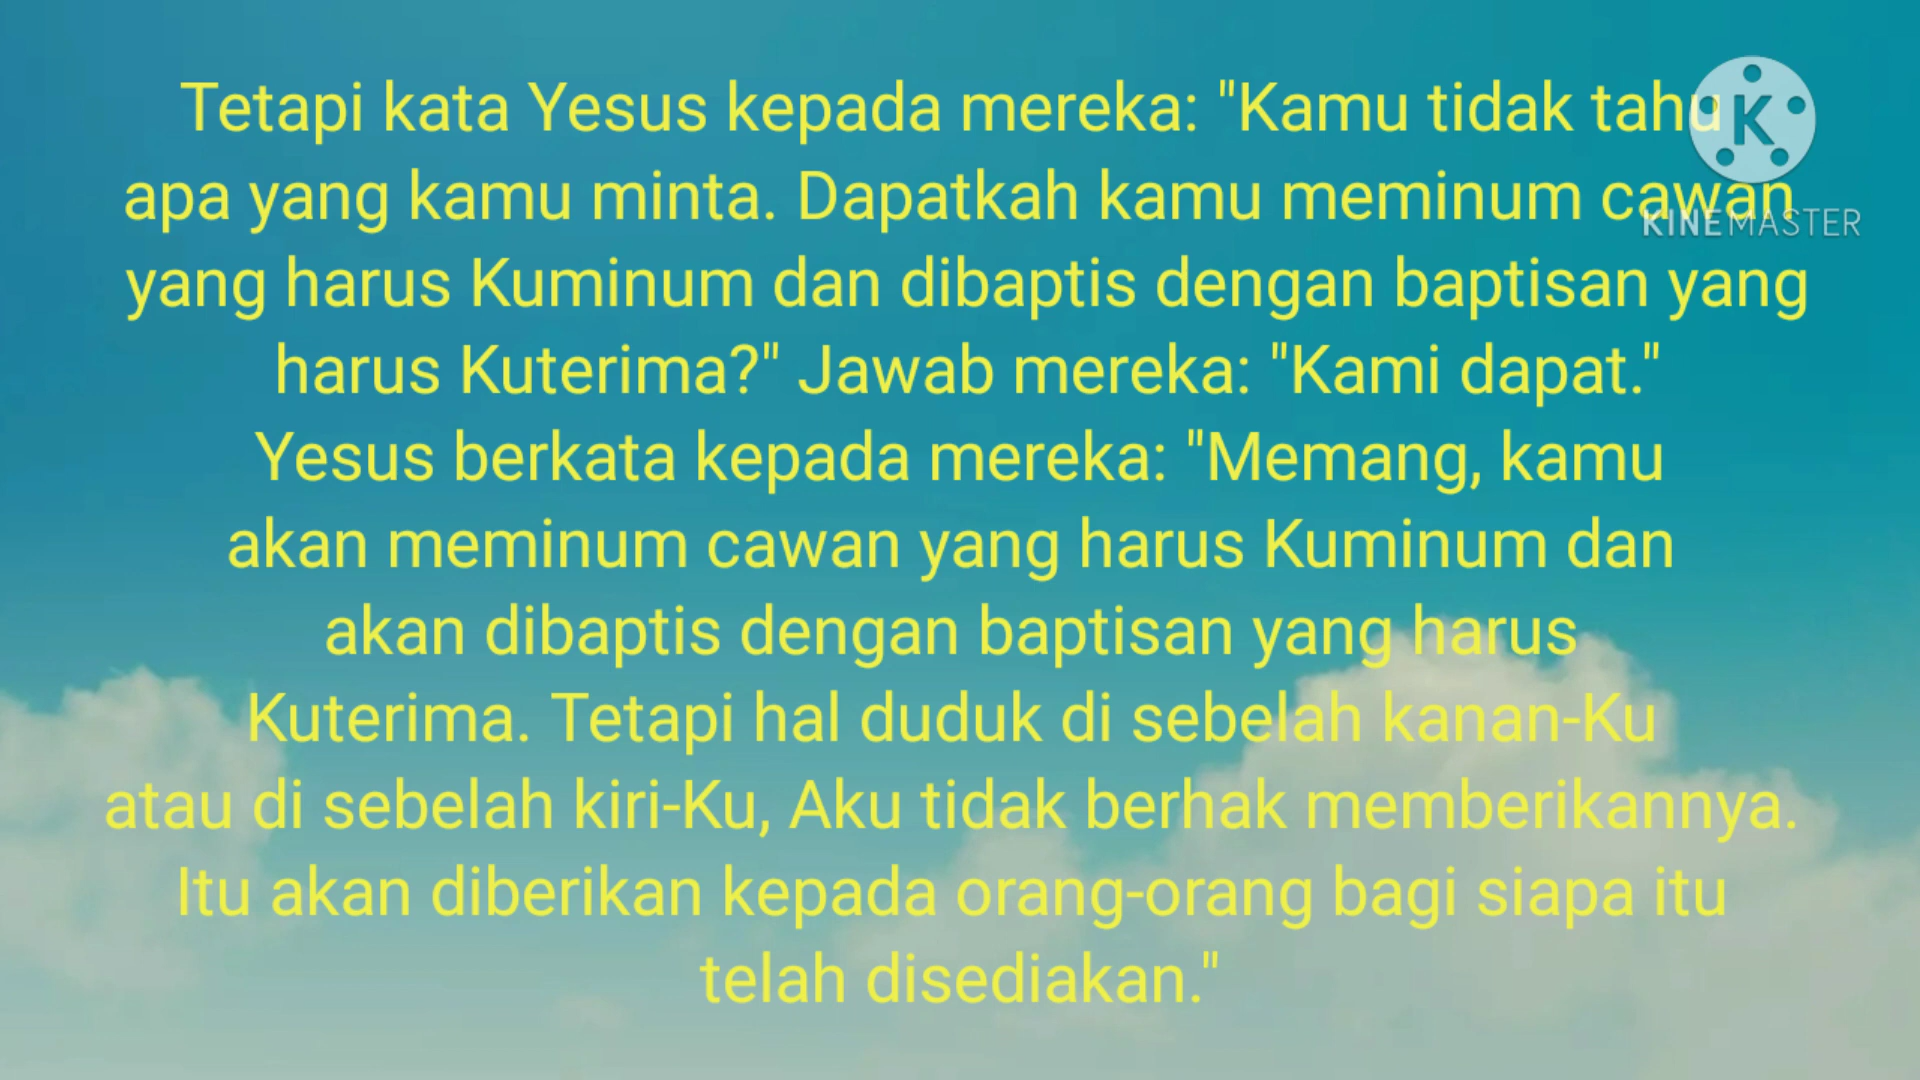 Tetapi kata Yesus kepada mereka: "Kamu tidak tahu
apa yang kamu minta. Dapatkah kamu meminum cawan
yang harus Kuminum dan dibaptis dengan baptisan yang
harus Kuterima?" Jawab mereka: "Kami dapat."
Yesus berkata kepada mereka: "Memang, kamu
akan meminum cawan yang harus Kuminum dan
akan dibaptis dengan baptisan yang harus
Kuterima. Tetapi hal duduk di sebelah kanan-Ku
atau di sebelah kiri-Ku, Aku tidak berhak memberikannya.
Itu akan diberikan kepada orang-orang bagi siapa itu
telah disediakan."
K
KINEMASTER